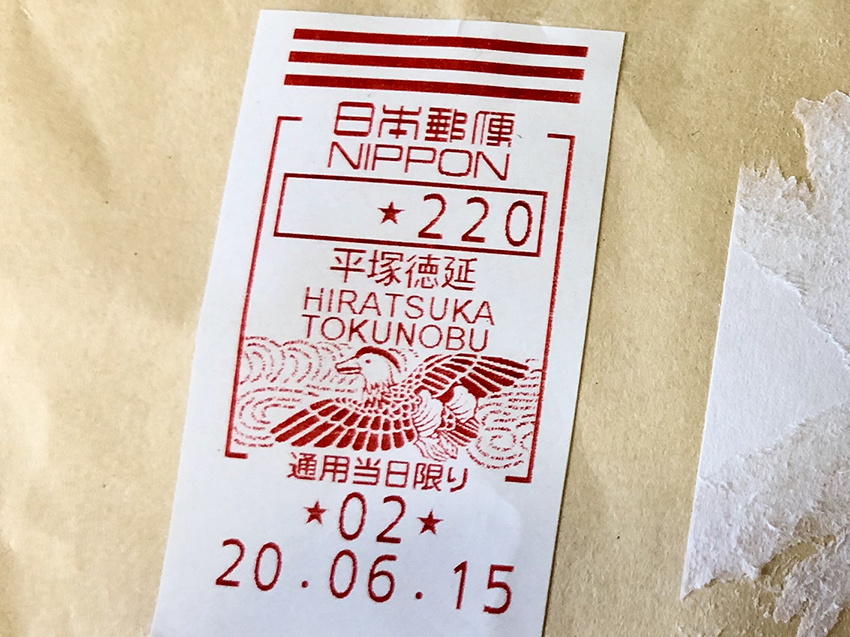 日本郵便
NIPPON
★220
平塚徳延
HIRATSUKA
TOKUNOBU
通用当日限り
★02★
20.06.15